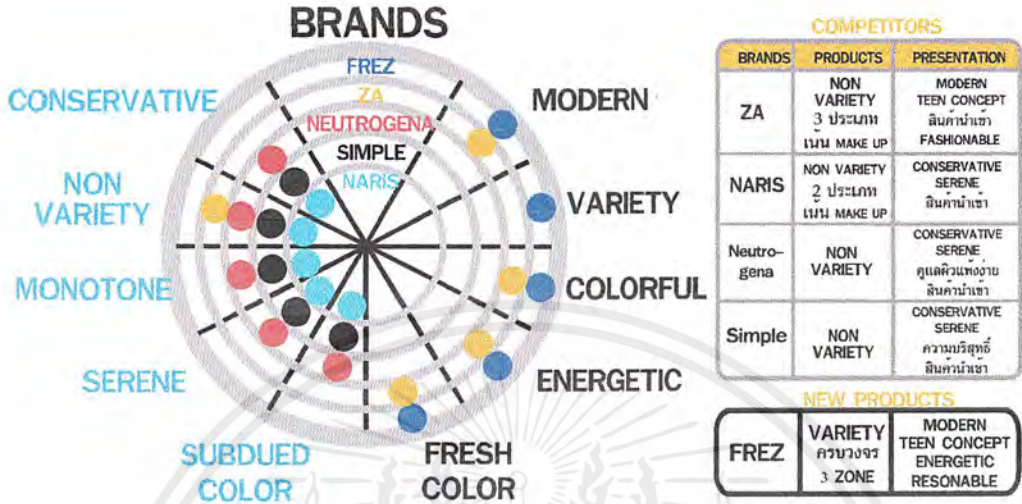 BRANDS
FREZ
ZA
NEUTROGENA
SIMPLE
NARIS
CONSERVATIVE
NON
VARIETY
MONOTONE
SERENE
SUBDUED
COLOR
MODERN
VARIETY
COLORFUL
ENERGETIC
FRESH
COLOR
COMPETITORS
BRANDS PRODUCTS PRESENTATION
ZA
NON
VARIETY
3 ประเภท
เน้น MAKE UP
MODERN
TEEN CONCEPT
สินค้านำเข้า
FASHIONABLE
NARIS
NON VARIETY
2 ประเภท
เน้น MAKE UP
CONSERVATIVE
SERENE
สินค้านำเข้า
Neutro-
gena
NON
VARIETY
CONSERVATIVE
SERENE
ดูแลผิวแพ้ง่าย
สินค้านำเข้า
Simple
NON
VARIETY
CONSERVATIVE
SERENE
ความบริสุทธิ์
สินค้านำเข้า
NEW PRODUCTS
FREZ
VARIETY
ครบวงจร
3 ZONE
MODERN
TEEN CONCEPT
ENERGETIC
RESONABLE